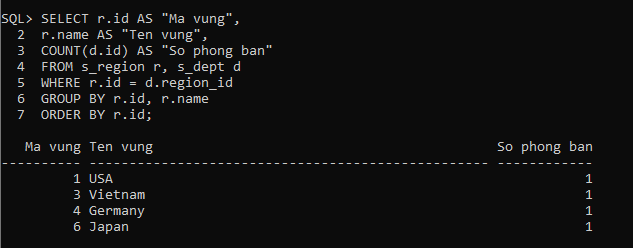 SQL> SELECT r.id AS "Ma vung",
  2  r.name AS "Ten vung",
  3  COUNT(d.id) AS "So phong ban"
  4  FROM s_region r, s_dept d
  5  WHERE r.id = d.region_id
  6  GROUP BY r.id, r.name
  7  ORDER BY r.id;
   Ma vung Ten vung                                           So phong ban
---------- -------------------------------------------------- ------------
         1 USA                                                           1
         3 Vietnam                                                       1
         4 Germany                                                       1
         6 Japan                                                         1